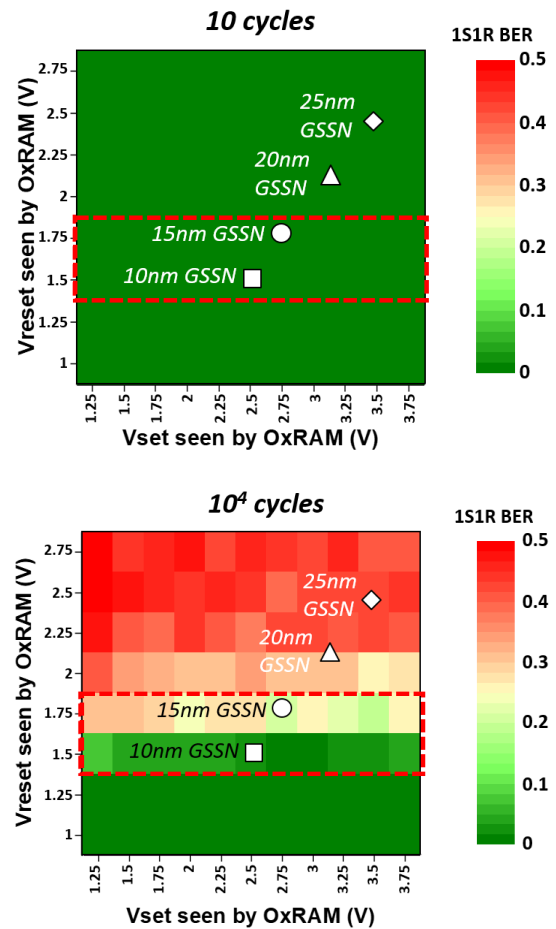 10 cycles
1S1R BER
Vreset seen by OxRAM (V)
2.75
2.5
2.25
2
1.75
1.5
1.25
1
25nm
GSSN
20nm
GSSN
15nm GSSN
10nm GSSN
0.5
0.4
0.3
0.2
0.1
0
1.25
1.5
1.75
2
2.25
2.5
2.75
3
3.25
3.5
3.75
Vset seen by OxRAM (V)
10⁴ cycles
1S1R BER
Vreset seen by OxRAM (V)
2.75
2.5
2.25
2
1.75
1.5
1.25
1
25nm
GSSN
20nm
GSSN
15nm GSSN
10nm GSSN
0.5
0.4
0.3
0.2
0.1
0
1.25
1.5
1.75
2
2.25
2.5
2.75
3
3.25
3.5
3.75
Vset seen by OxRAM (V)